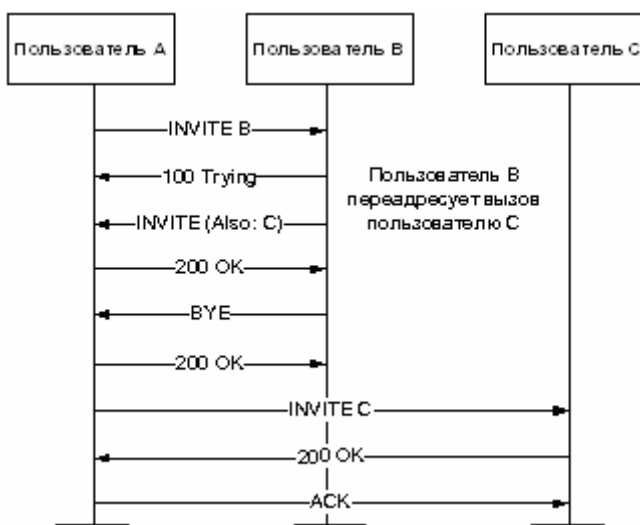 Пользователь A
Пользователь B
Пользователь C
INVITE B
100 Trying
Пользователь B
переадресует вызов
пользователю C
INVITE (Also: C)
200 OK
BYE
200 OK
INVITE C
200 OK
ACK